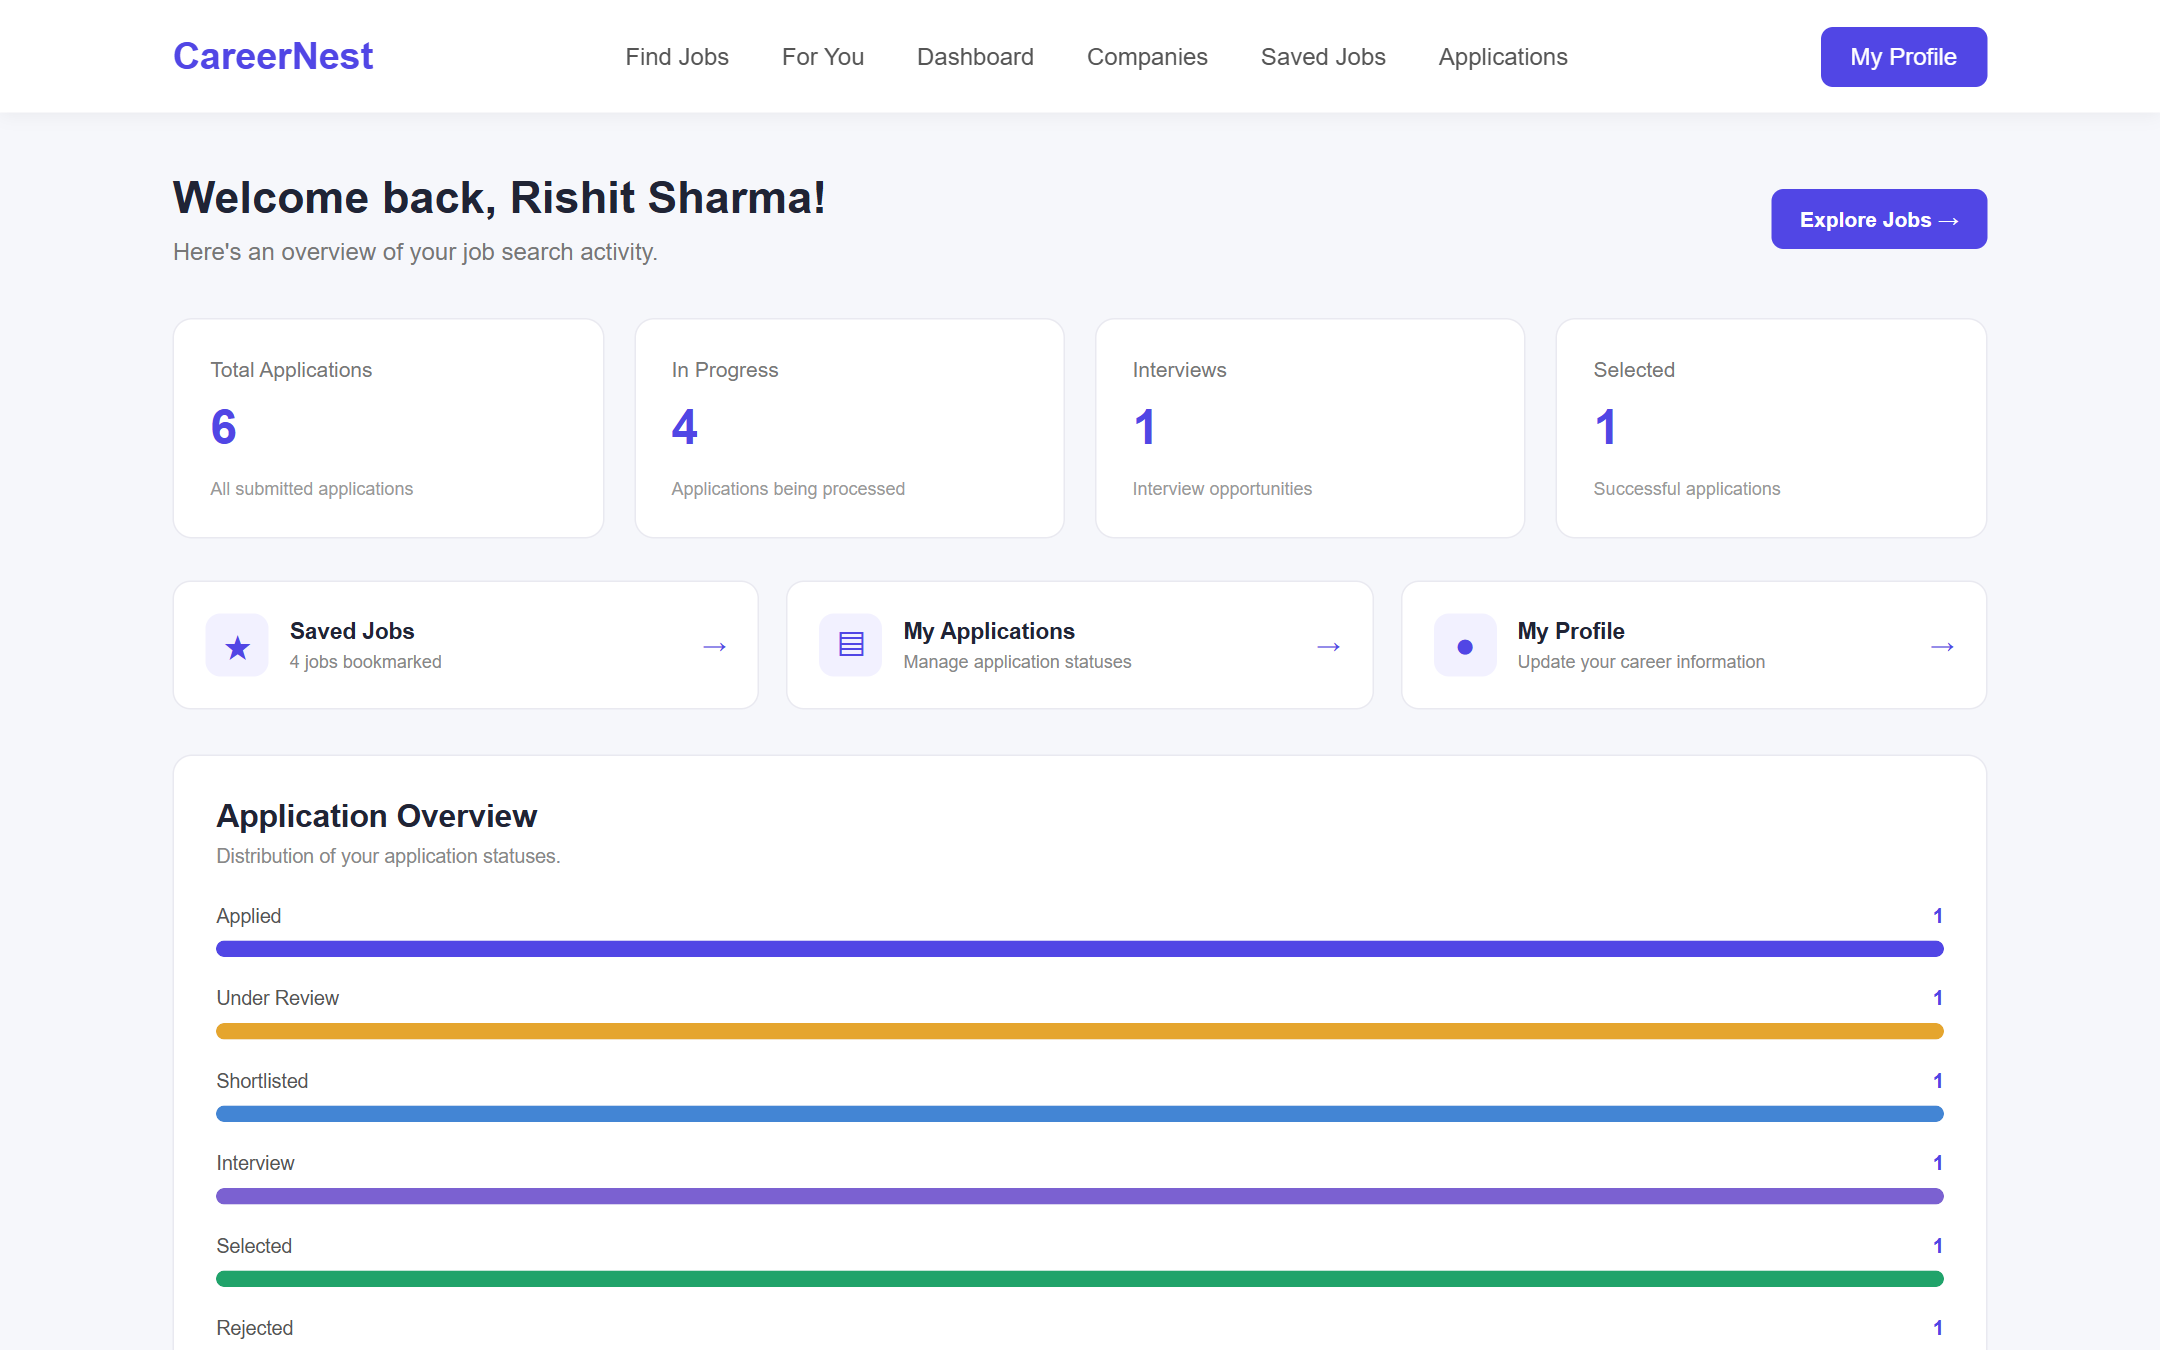 CareerNest
Find Jobs
For You
Dashboard
Companies
Saved Jobs
Applications
My Profile
Welcome back, Rishit Sharma!
Here's an overview of your job search activity.
Explore Jobs →
Total Applications
6
All submitted applications
In Progress
4
Applications being processed
Interviews
1
Interview opportunities
Selected
1
Successful applications
Saved Jobs
4 jobs bookmarked
→
My Applications
Manage application statuses
→
My Profile
Update your career information
→
Application Overview
Distribution of your application statuses.
Applied 1
Under Review 1
Shortlisted 1
Interview 1
Selected 1
Rejected 1